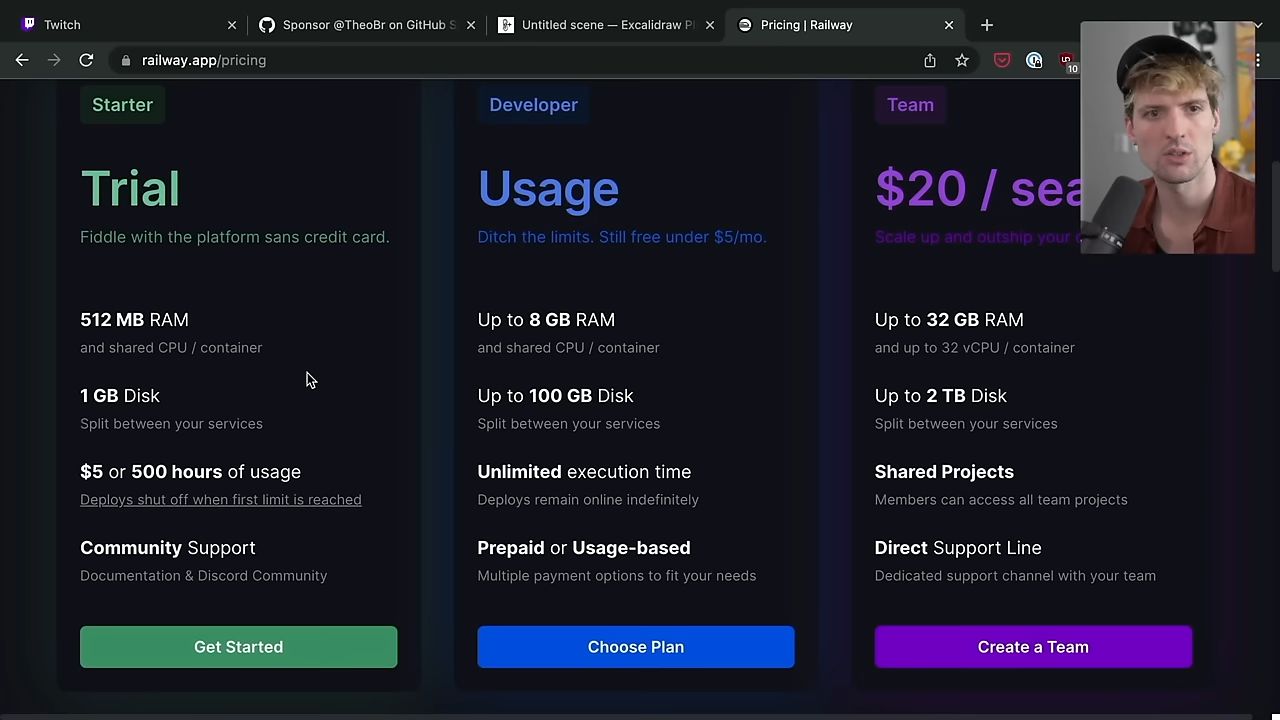 Twitch
Sponsor @TheoBr on GitHub S
Untitled scene — Excalidraw Pl
Pricing | Railway
railway.app/pricing
10
Starter
Trial
Fiddle with the platform sans credit card.
512 MB RAM
and shared CPU / container
1 GB Disk
Split between your services
$5 or 500 hours of usage
Deploys shut off when first limit is reached
Community Support
Documentation & Discord Community
Get Started
Developer
Usage
Ditch the limits. Still free under $5/mo.
Up to 8 GB RAM
and shared CPU / container
Up to 100 GB Disk
Split between your services
Unlimited execution time
Deploys remain online indefinitely
Prepaid or Usage-based
Multiple payment options to fit your needs
Choose Plan
Team
$20 / sea
Scale up and outship your
Up to 32 GB RAM
and up to 32 vCPU / container
Up to 2 TB Disk
Split between your services
Shared Projects
Members can access all team projects
Direct Support Line
Dedicated support channel with your team
Create a Team